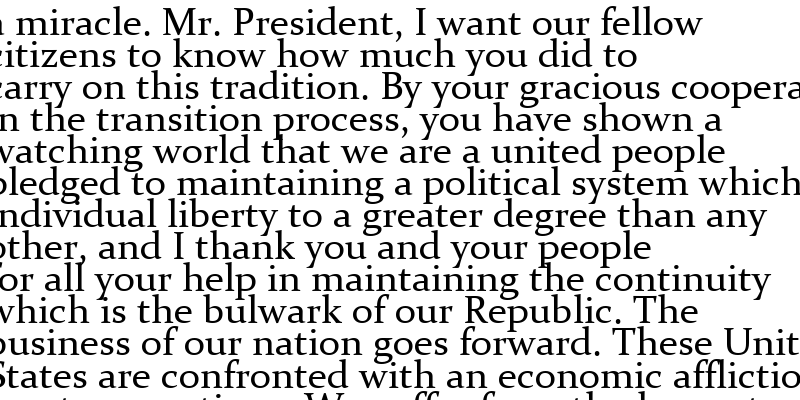 a miracle. Mr. President, I want our fellow
citizens to know how much you did to
carry on this tradition. By your gracious coopera
in the transition process, you have shown a
watching world that we are a united people
pledged to maintaining a political system which
individual liberty to a greater degree than any
other, and I thank you and your people
for all your help in maintaining the continuity
which is the bulwark of our Republic. The
business of our nation goes forward. These Unit
States are confronted with an economic afflictio